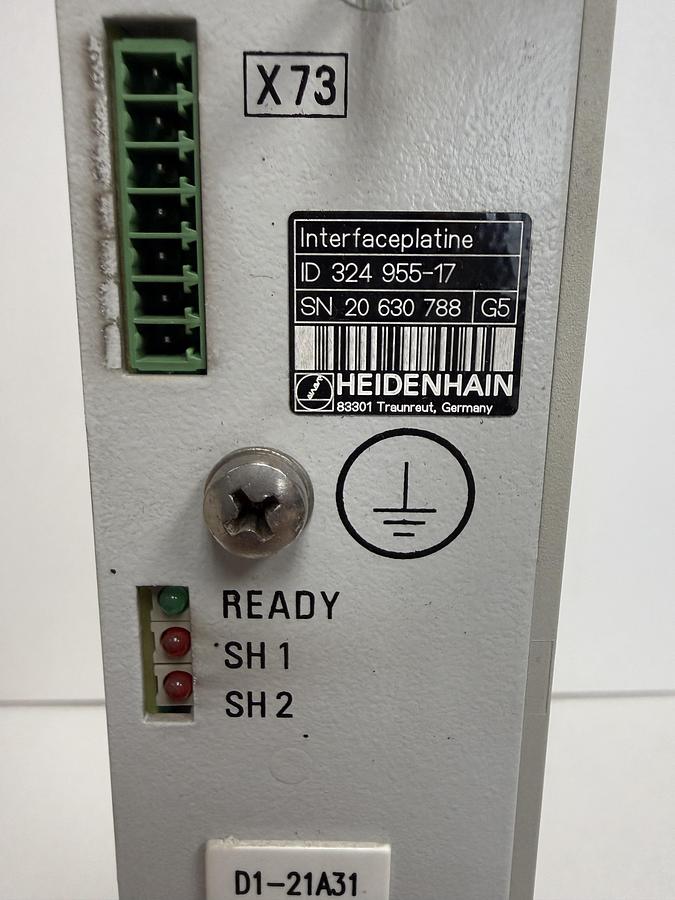 X73
Interfaceplatine
ID 324 955-17
SN 20 630 788 G5
HEIDENHAIN
83301 Traunreut, Germany
READY
SH 1
SH 2
D1-21A31